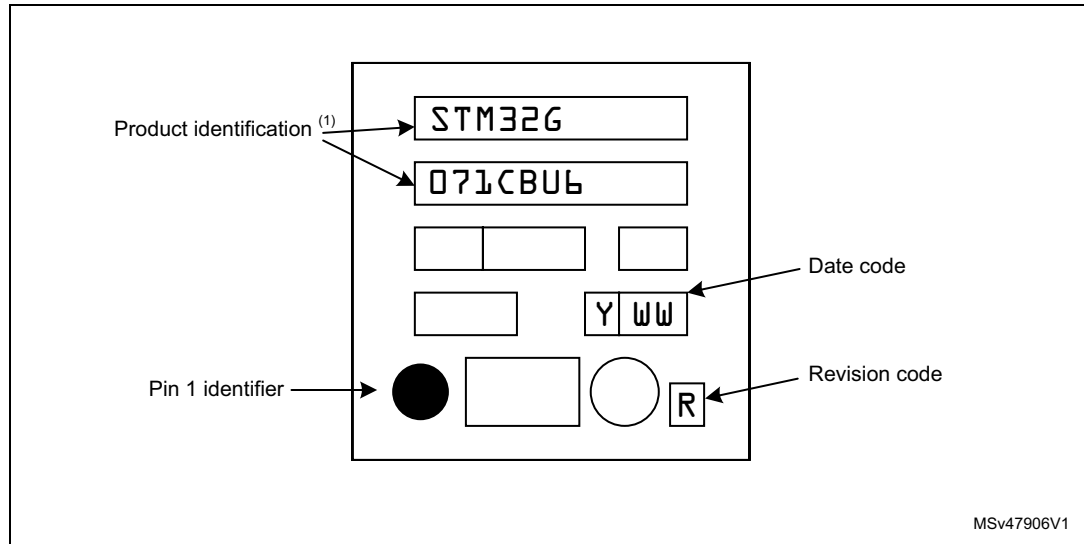 STM32G
Product identification (1)
071CBU6
Date code
Y WW
Pin 1 identifier
Revision code
R
MSv47906V1